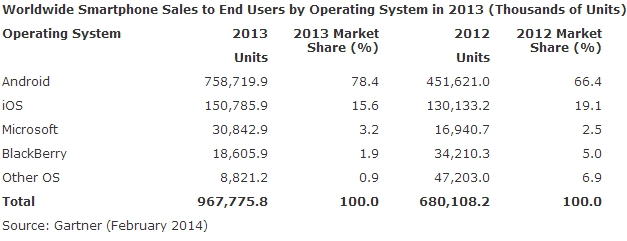 Worldwide Smartphone Sales to End Users by Operating System in 2013 (Thousands of Units)
Operating System 2013 Units 2013 Market Share (%) 2012 Units 2012 Market Share (%)
Android 758,719.9 78.4 451,621.0 66.4
iOS 150,785.9 15.6 130,133.2 19.1
Microsoft 30,842.9 3.2 16,940.7 2.5
BlackBerry 18,605.9 1.9 34,210.3 5.0
Other OS 8,821.2 0.9 47,203.0 6.9
Total 967,775.8 100.0 680,108.2 100.0
Source: Gartner (February 2014)